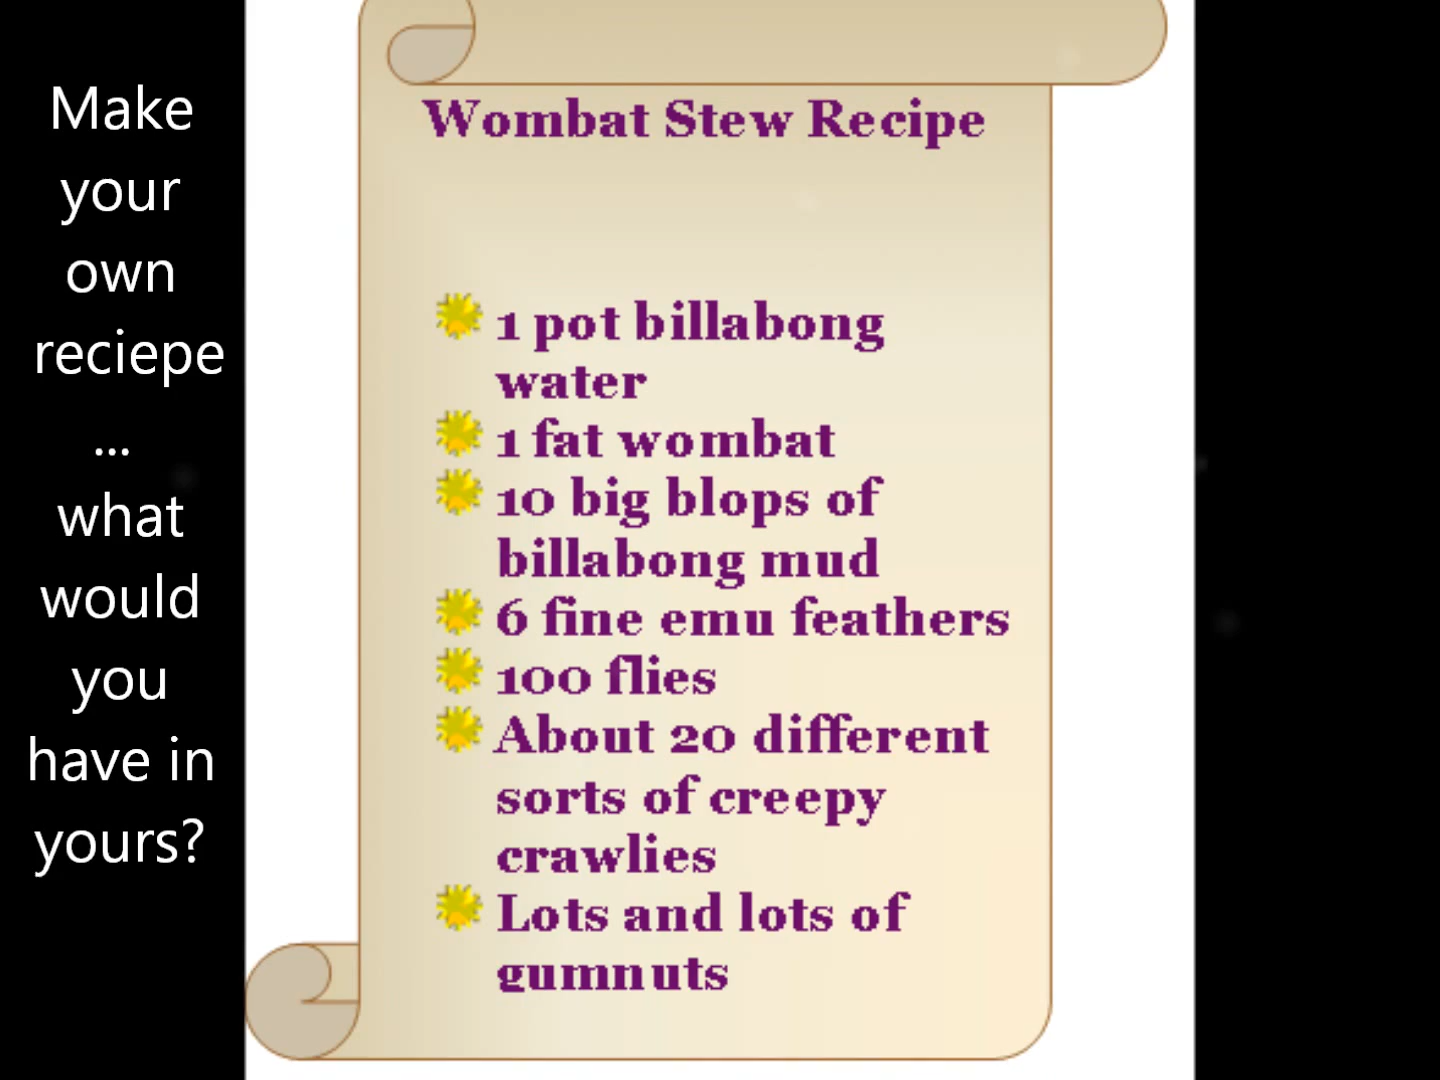 Make
your
own
reciepe
...
what
would
you
have in
yours?
Wombat Stew Recipe
1 pot billabong
water
1 fat wombat
10 big blops of
billabong mud
6 fine emu feathers
100 flies
About 20 different
sorts of creepy
crawlies
Lots and lots of
gumnuts